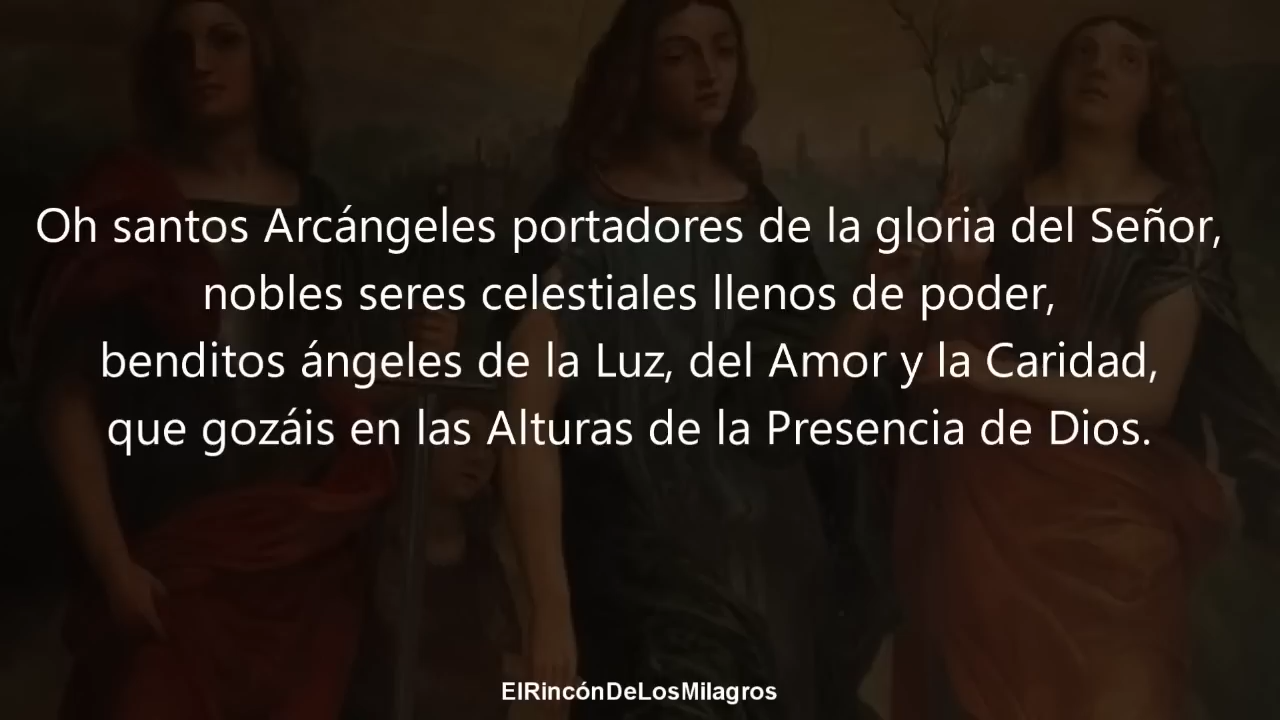 Oh santos Arcángeles portadores de la gloria del Señor,
nobles seres celestiales llenos de poder,
benditos ángeles de la Luz, del Amor y la Caridad,
que gozáis en las Alturas de la Presencia de Dios.
ElRincónDeLosMilagros